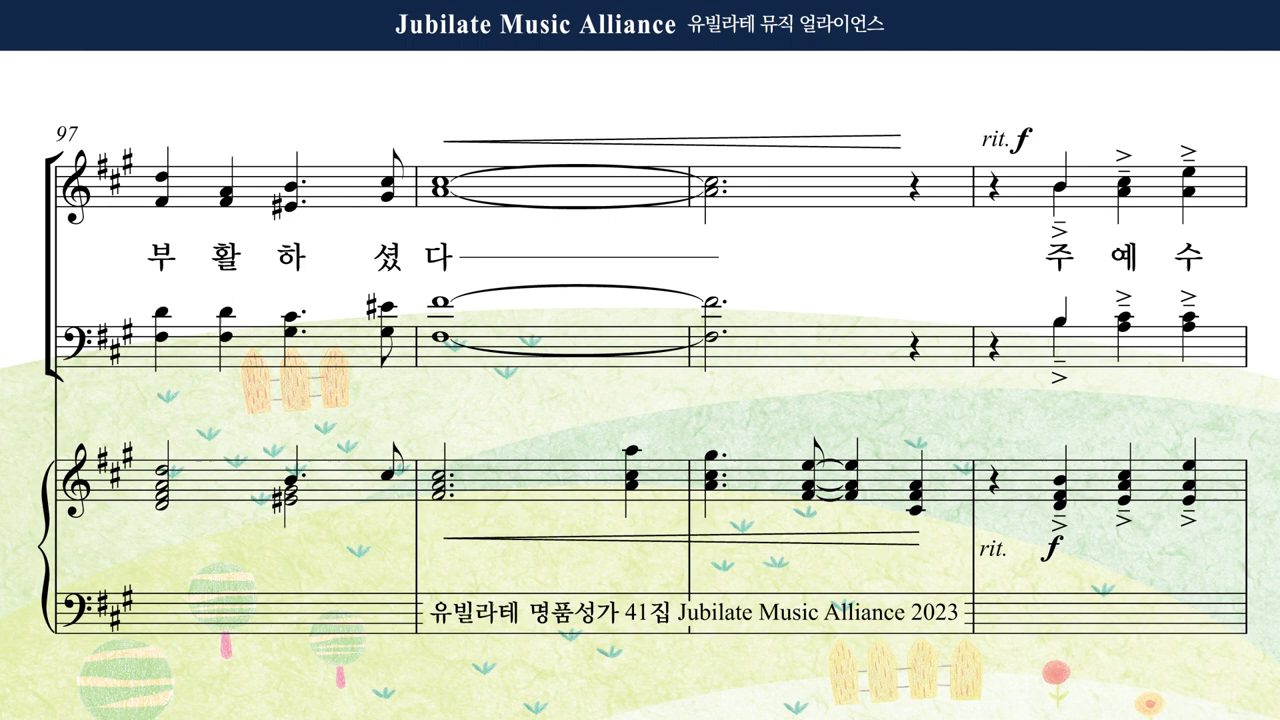 Jubilate Music Alliance 유빌라테 뮤직 얼라이언스
97
rit. f
부 활 하 셨 다 주 예 수
rit. f
유빌라테 명품성가 41집 Jubilate Music Alliance 2023